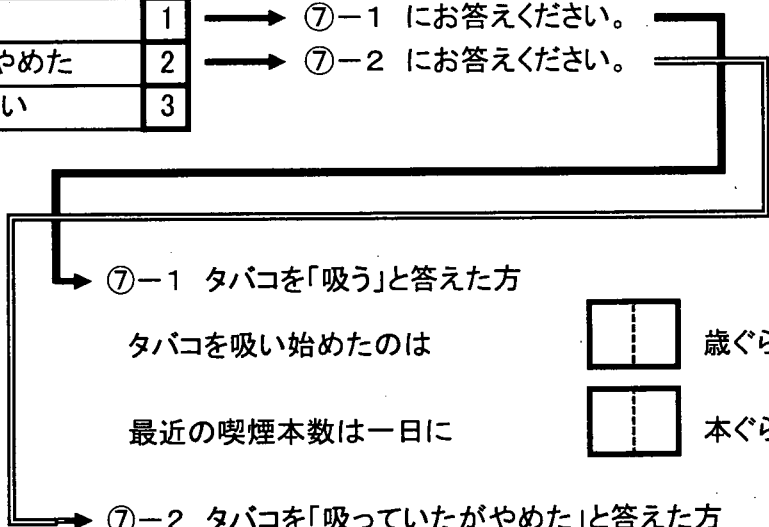 1 ⑦－1 にお答えください。
やめた 2 ⑦－2 にお答えください。
い 3
⑦－1 タバコを「吸う」と答えた方
タバコを吸い始めたのは 歳ぐら
最近の喫煙本数は一日に 本ぐら
⑦－2 タバコを「吸っていたがやめた」と答えた方